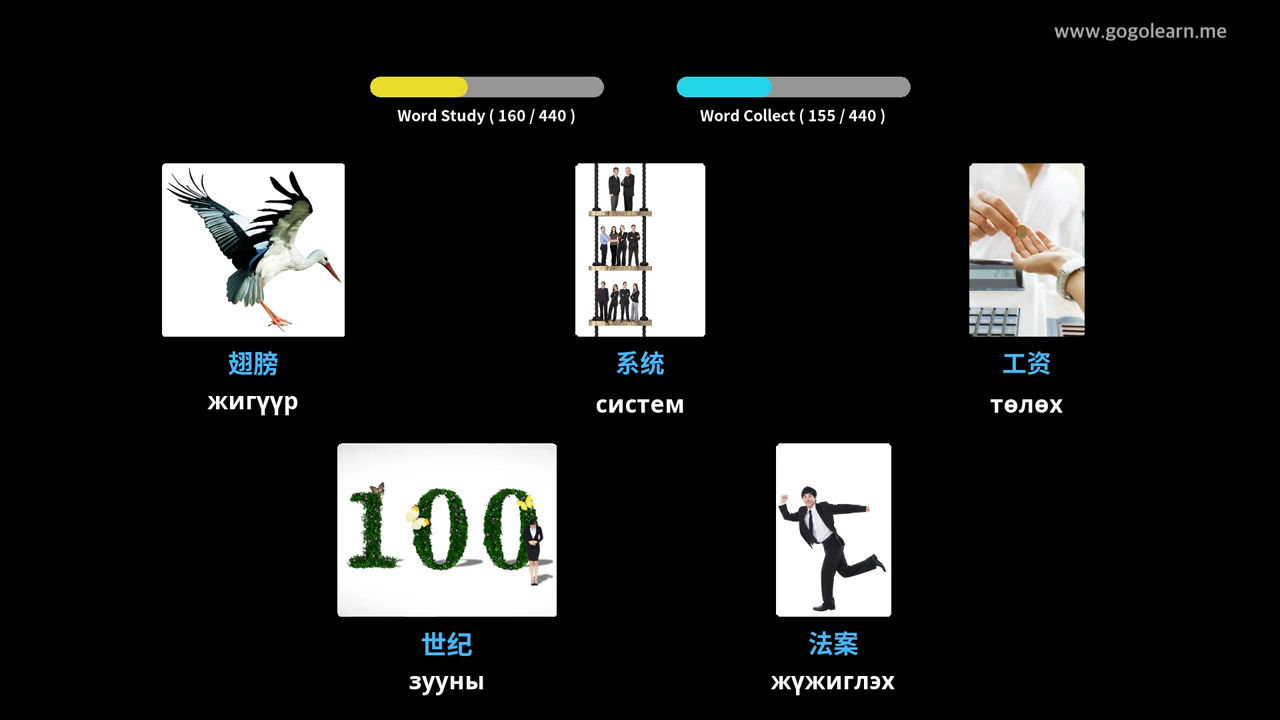 www.gogolearn.me
Word Study ( 160 / 440 )
Word Collect ( 155 / 440 )
翅膀
жигүүр
系统
систем
工资
төлөх
100
世纪
зууны
法案
жүжиглэх